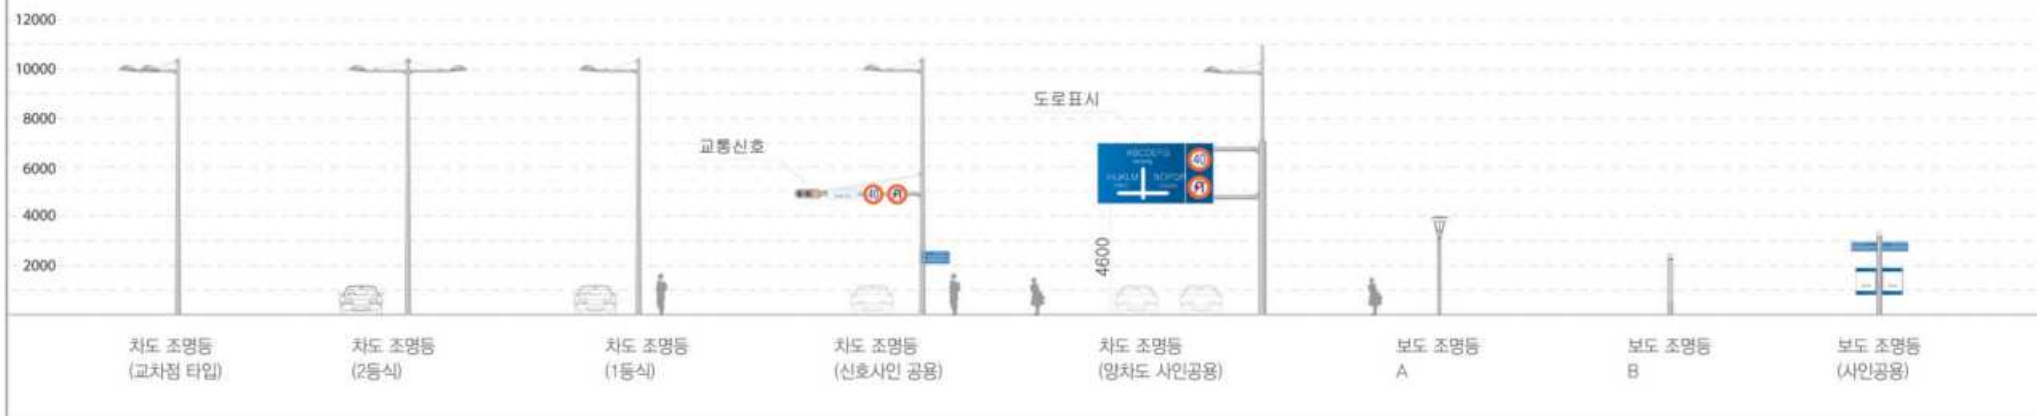 12000
10000
8000
6000
4000
2000
교통신호
40
도로표시
ABCDEFG
HIJKLM NOPQR
40
4600
차도 조명등
(교차점 타입)
차도 조명등
(2등식)
차도 조명등
(1등식)
차도 조명등
(신호사인 공용)
차도 조명등
(양차도 사인공용)
보도 조명등
A
보도 조명등
B
보도 조명등
(사인공용)